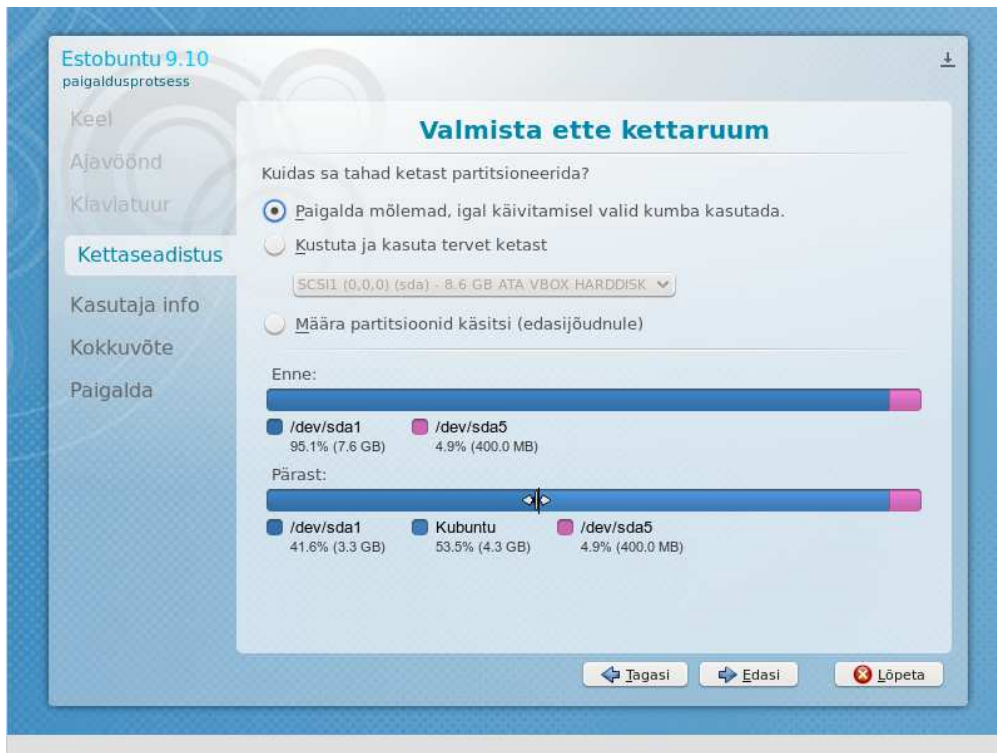 Estobuntu 9.10
paigaldusprotsess
Keel
Ajavöönd
Klaviatuur
Kettaseadistus
Kasutaja info
Kokkuvõte
Paigalda
Valmista ette kettaruum
Kuidas sa tahad ketast partitsioneerida?
Paigalda mõlemad, igal käivitamisel valid kumba kasutada.
Kustuta ja kasuta tervet ketast
SCSI1 (0,0,0) (sda) - 8.6 GB ATA VBOX HARDDISK
Määra partitsioonid käsitsi (edasijõudnule)
Enne:
/dev/sda1 /dev/sda5
95.1% (7.6 GB) 4.9% (400.0 MB)
Pärast:
/dev/sda1 Kubuntu /dev/sda5
41.6% (3.3 GB) 53.5% (4.3 GB) 4.9% (400.0 MB)
Tagasi Edasi Lõpeta